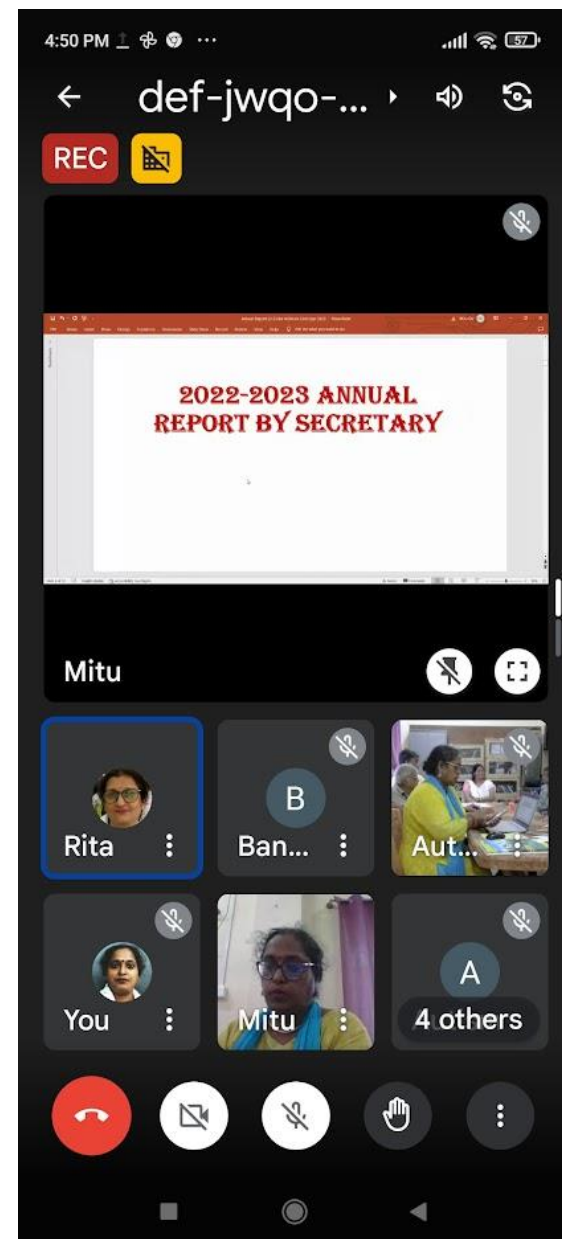 4:50 PM
57
def-jwqo-...
REC
2022-2023 ANNUAL
REPORT BY SECRETARY
Mitu
Rita
Ban...
Aut...
You
Mitu
A
4 others
B